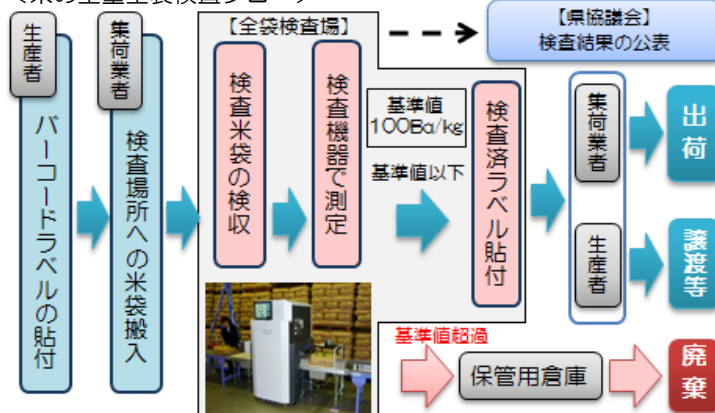 【全袋検査場】
【県協議会】
検査結果の公表
生産者
バーコードラベルの貼付
集荷業者
検査場所への米袋搬入
検査米袋の検収
検査機器で測定
基準値
100Bq/kg
基準値以下
検査済ラベル貼付
集荷業者
出荷
生産者
譲渡等
基準値超過
保管用倉庫
廃棄